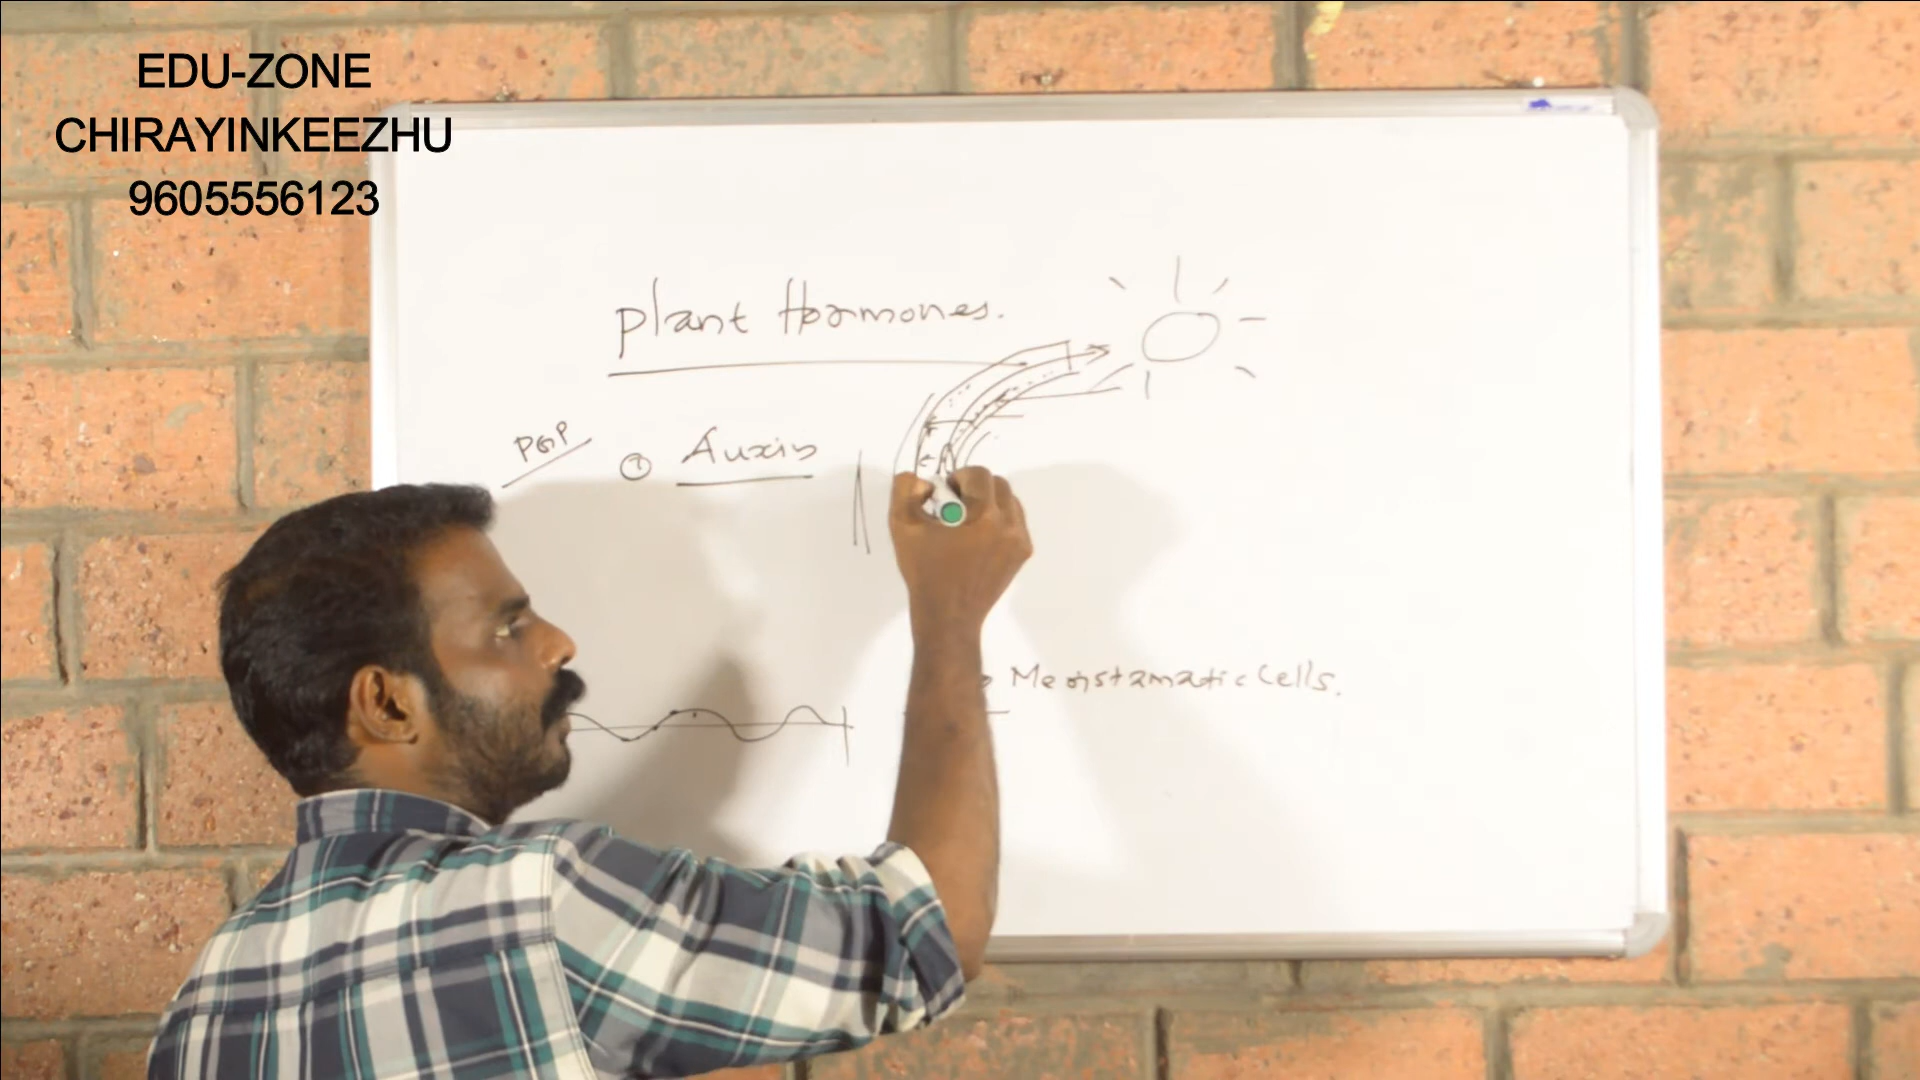 EDU-ZONE
CHIRAYINKEEZHU
9605556123
plant Hormones.
PGP
① Auxin
Meristamatic Cells.